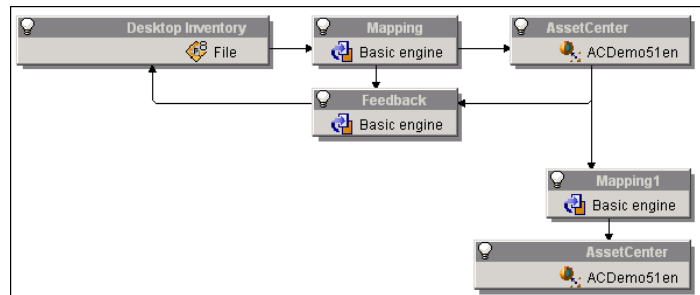 Desktop Inventory
File
Mapping
Basic engine
AssetCenter
ACDemo51en
Feedback
Basic engine
Mapping1
Basic engine
AssetCenter
ACDemo51en